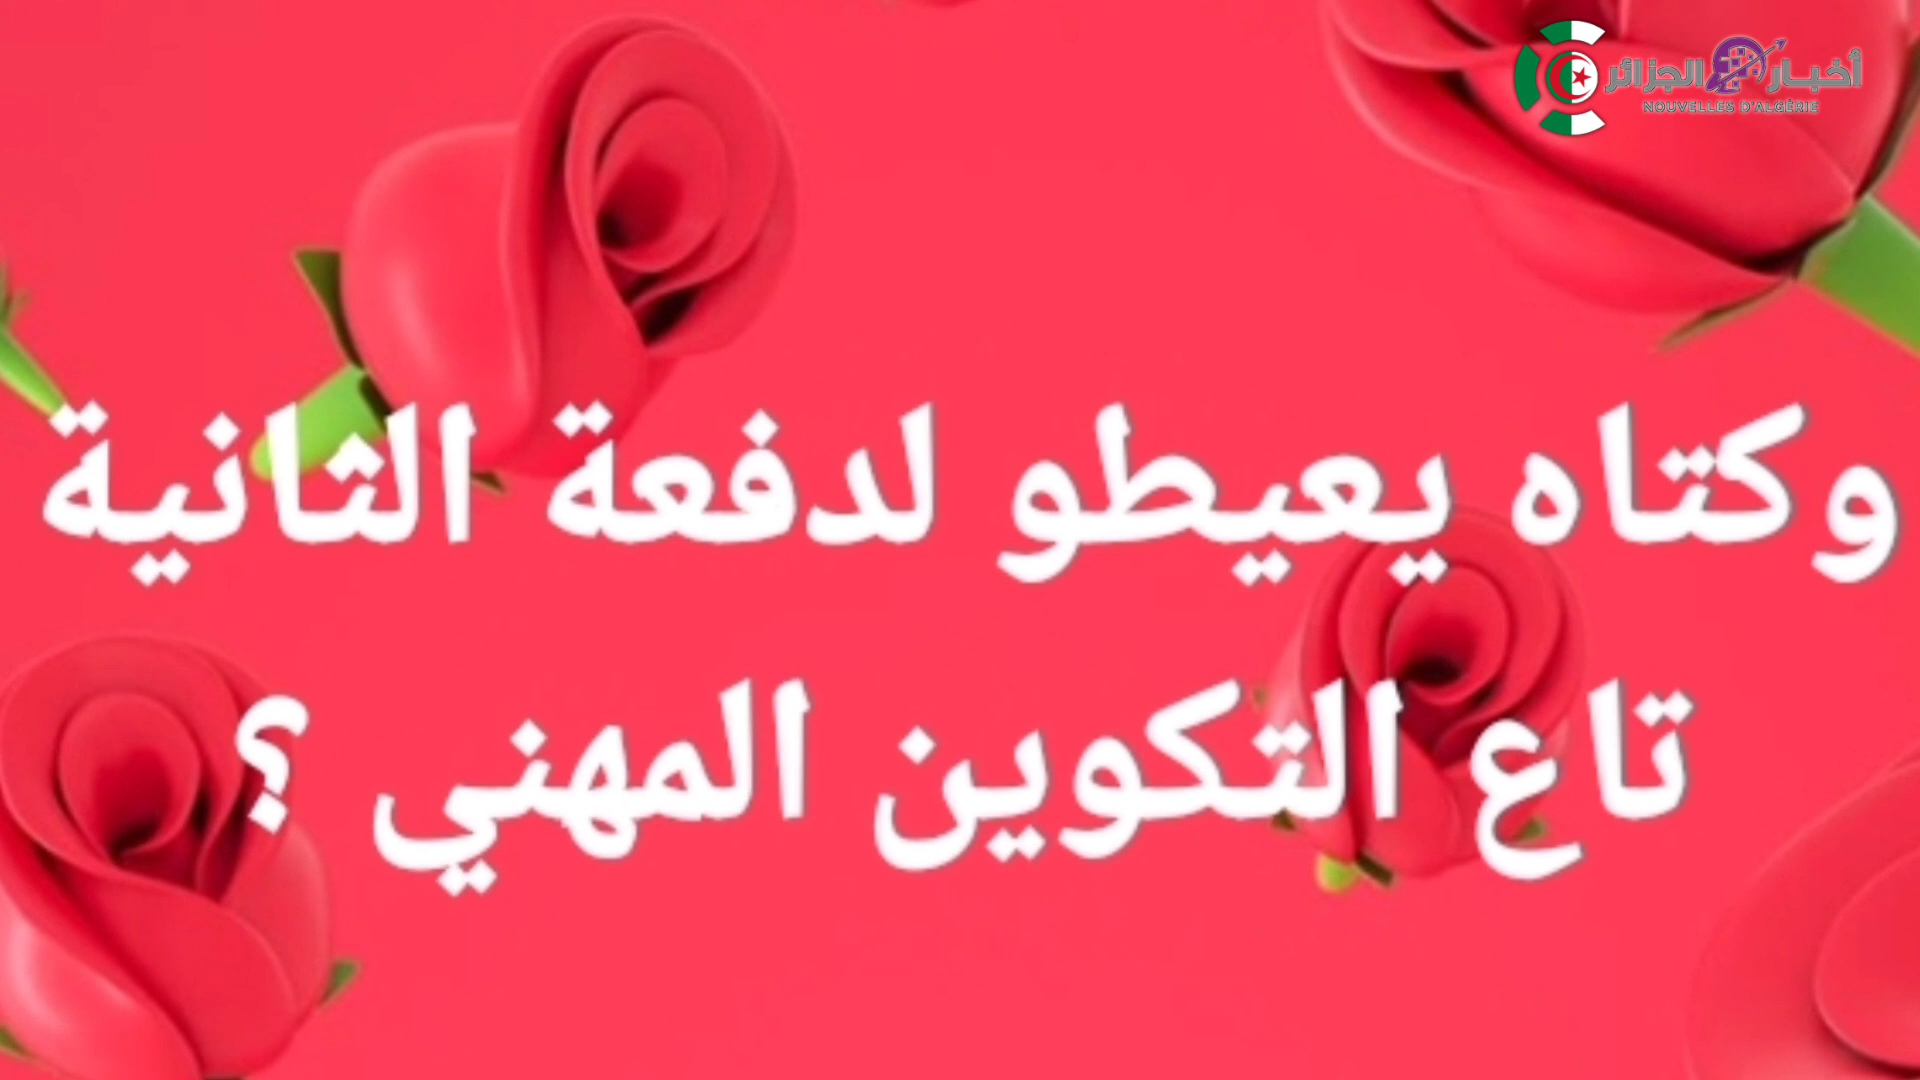 أخبار الجزائر
NOUVELLES D'ALGÉRIE
وكتاه يعيطو لدفعة الثانية
تاع التكوين المهني ؟